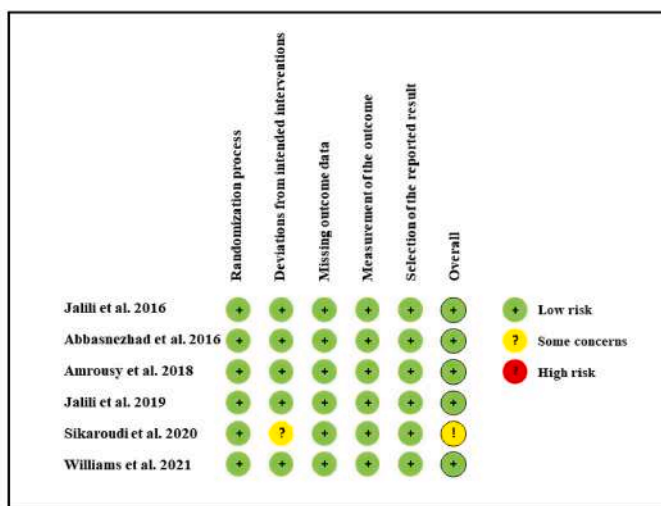 Randomization process
Deviations from intended interventions
Missing outcome data
Measurement of the outcome
Selection of the reported result
Overall
Jalili et al. 2016 + + + + + +
Abbasnezhad et al. 2016 + + + + + +
Amrousy et al. 2018 + + + + + +
Jalili et al. 2019 + + + + + +
Sikaroudi et al. 2020 + ? + + + !
Williams et al. 2021 + + + + + +
+ Low risk
? Some concerns
High risk